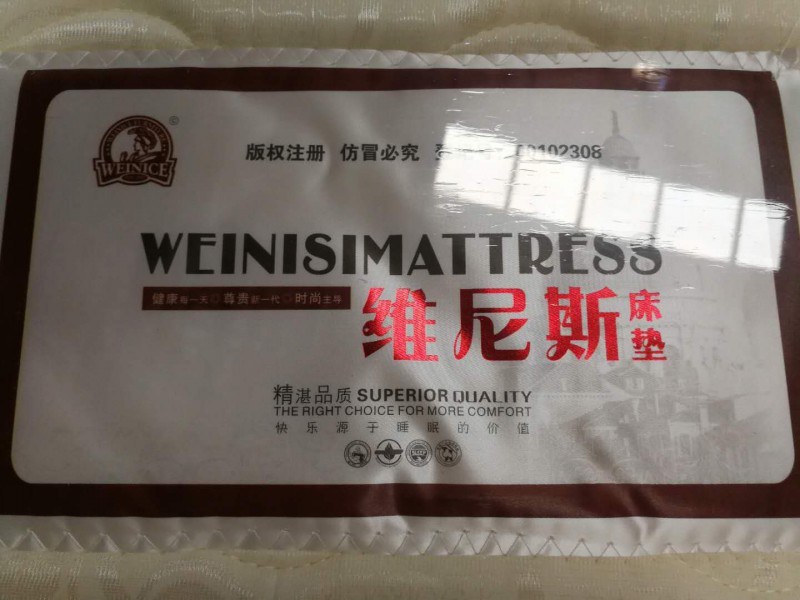 WEINICE
©
版权注册 仿冒必究 0102308
WEINISIMATTRESS
健康每一天 尊贵新一代 时尚主导
维尼斯床垫
精湛品质 SUPERIOR QUALITY
THE RIGHT CHOICE FOR MORE COMFORT
快乐源于睡眠的价值